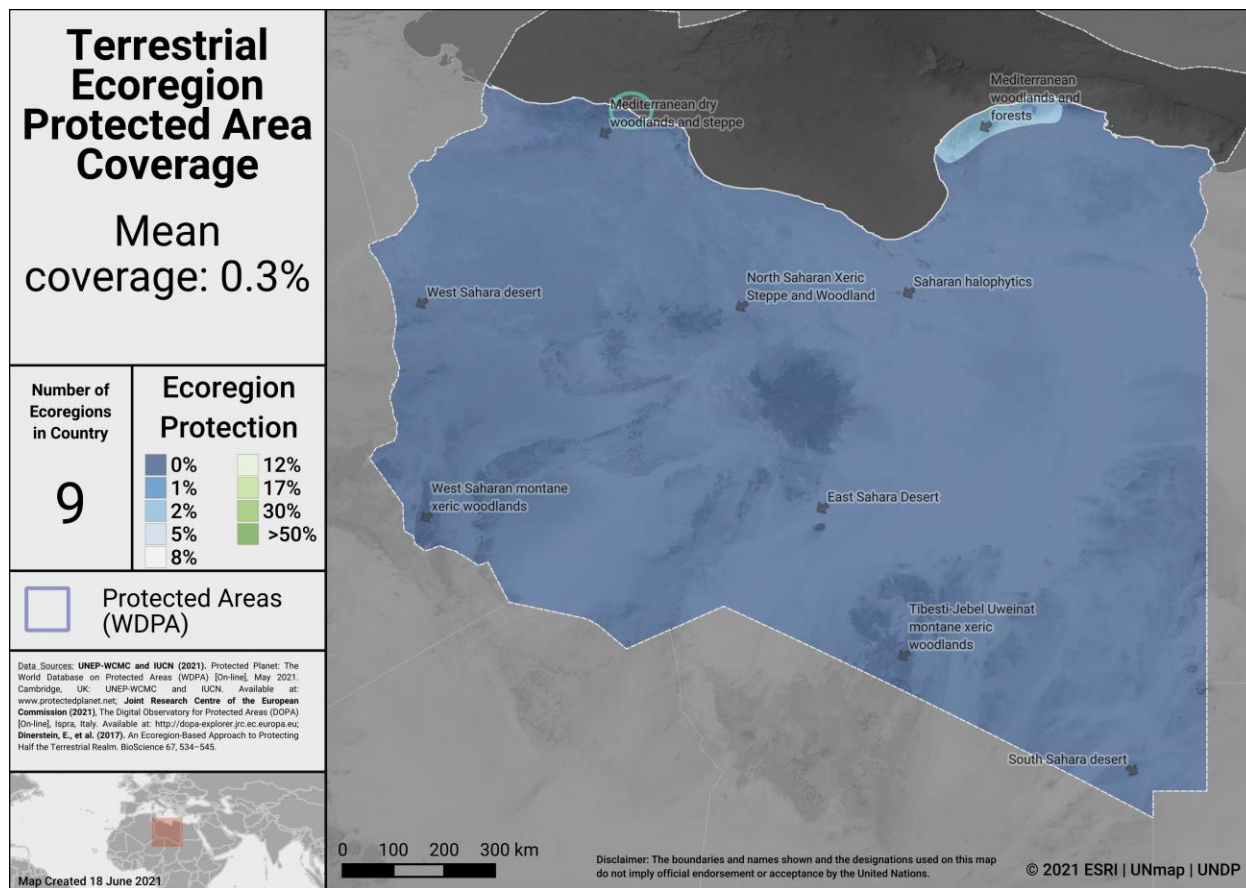 Terrestrial
Ecoregion
Protected Area
Coverage
Mean
coverage: 0.3%
Number of
Ecoregions
in Country
9
Ecoregion
Protection
0%
1%
2%
5%
8%
12%
17%
30%
>50%
Protected Areas
(WDPA)
Data Sources: UNEP-WCMC and IUCN (2021). Protected Planet: The
World Database on Protected Areas (WDPA) [On-line], May 2021.
Cambridge, UK: UNEP-WCMC and IUCN. Available at:
www.protectedplanet.net; Joint Research Centre of the European
Commission (2021), The Digital Observatory for Protected Areas (DOPA)
[On-line], Ispra, Italy. Available at: http://dopa-explorer.jrc.ec.europa.eu;
Dinerstein, E., et al. (2017). An Ecoregion-Based Approach to Protecting
Half the Terrestrial Realm. BioScience 67, 534–545.
Map Created 18 June 2021
Mediterranean dry
woodlands and steppe
Mediterranean
woodlands and
forests
West Sahara desert
North Saharan Xeric
Steppe and Woodland
Saharan halophytics
West Saharan montane
xeric woodlands
East Sahara Desert
Tibesti-Jebel Uweinat
montane xeric
woodlands
South Sahara desert
0 100 200 300 km
Disclaimer: The boundaries and names shown and the designations used on this map
do not imply official endorsement or acceptance by the United Nations.
© 2021 ESRI | UNmap | UNDP